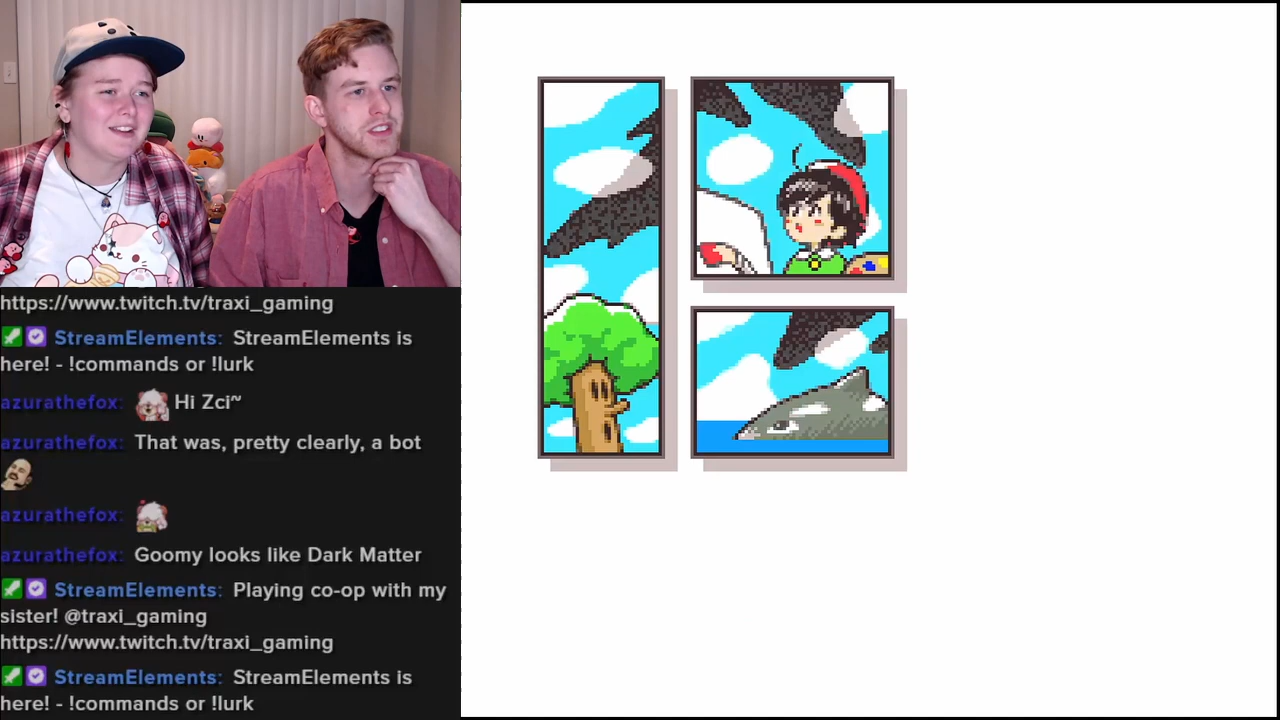 https://www.twitch.tv/traxi_gaming
StreamElements: StreamElements is
here! - !commands or !lurk
azurathefox: Hi Zci~
azurathefox: That was, pretty clearly, a bot
azurathefox:
azurathefox: Goomy looks like Dark Matter
StreamElements: Playing co-op with my
sister! @traxi_gaming
https://www.twitch.tv/traxi_gaming
StreamElements: StreamElements is
here! - !commands or !lurk